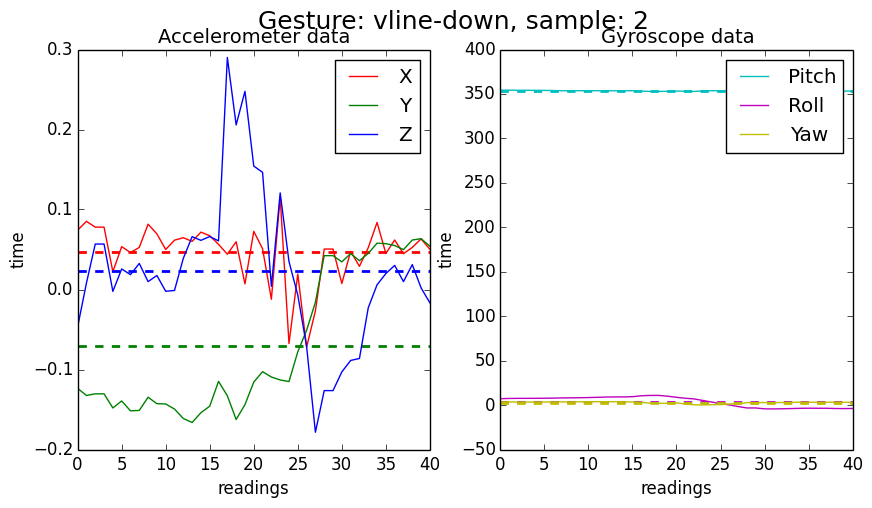 Gesture: vline-down, sample: 2
Accelerometer data
0.3
0.2
0.1
0.0
−0.1
−0.2
time
0 5 10 15 20 25 30 35 40
readings
X
Y
Z
Gyroscope data
400
350
300
250
200
150
100
50
0
−50
time
0 5 10 15 20 25 30 35 40
readings
Pitch
Roll
Yaw